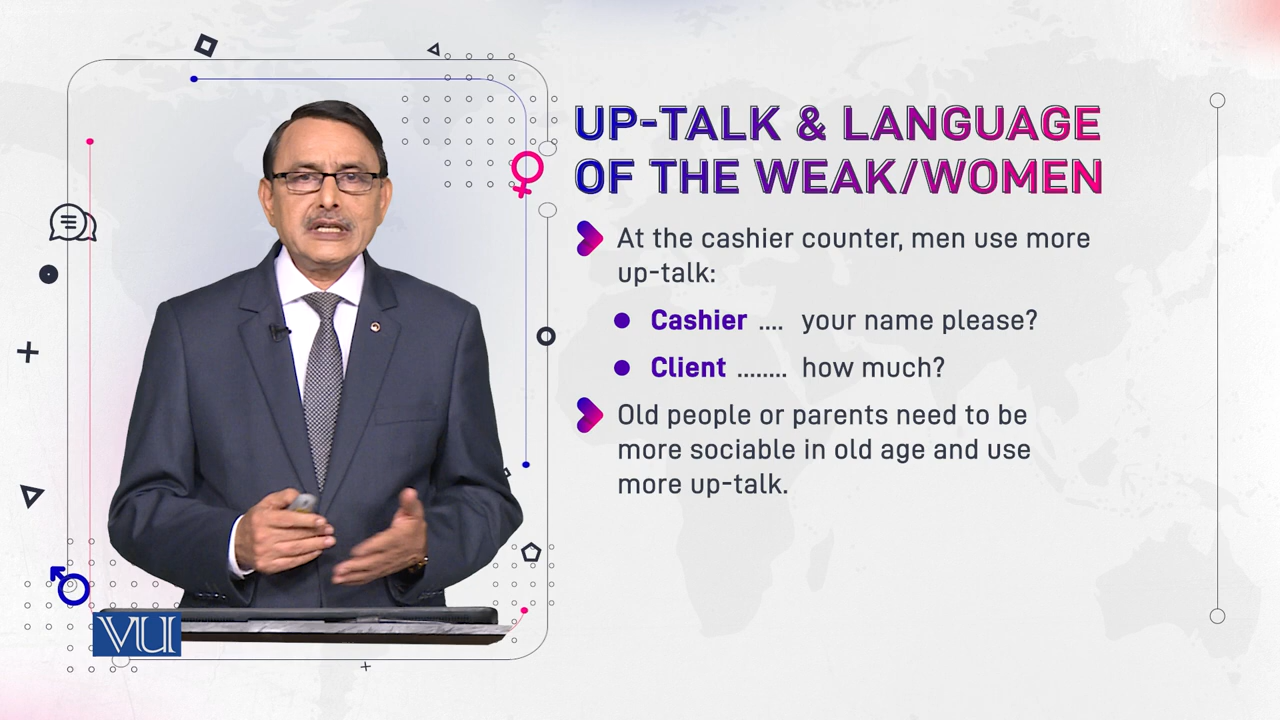 UP-TALK & LANGUAGE
OF THE WEAK/WOMEN
At the cashier counter, men use more
up-talk:
Cashier .... your name please?
Client ........ how much?
Old people or parents need to be
more sociable in old age and use
more up-talk.
VU